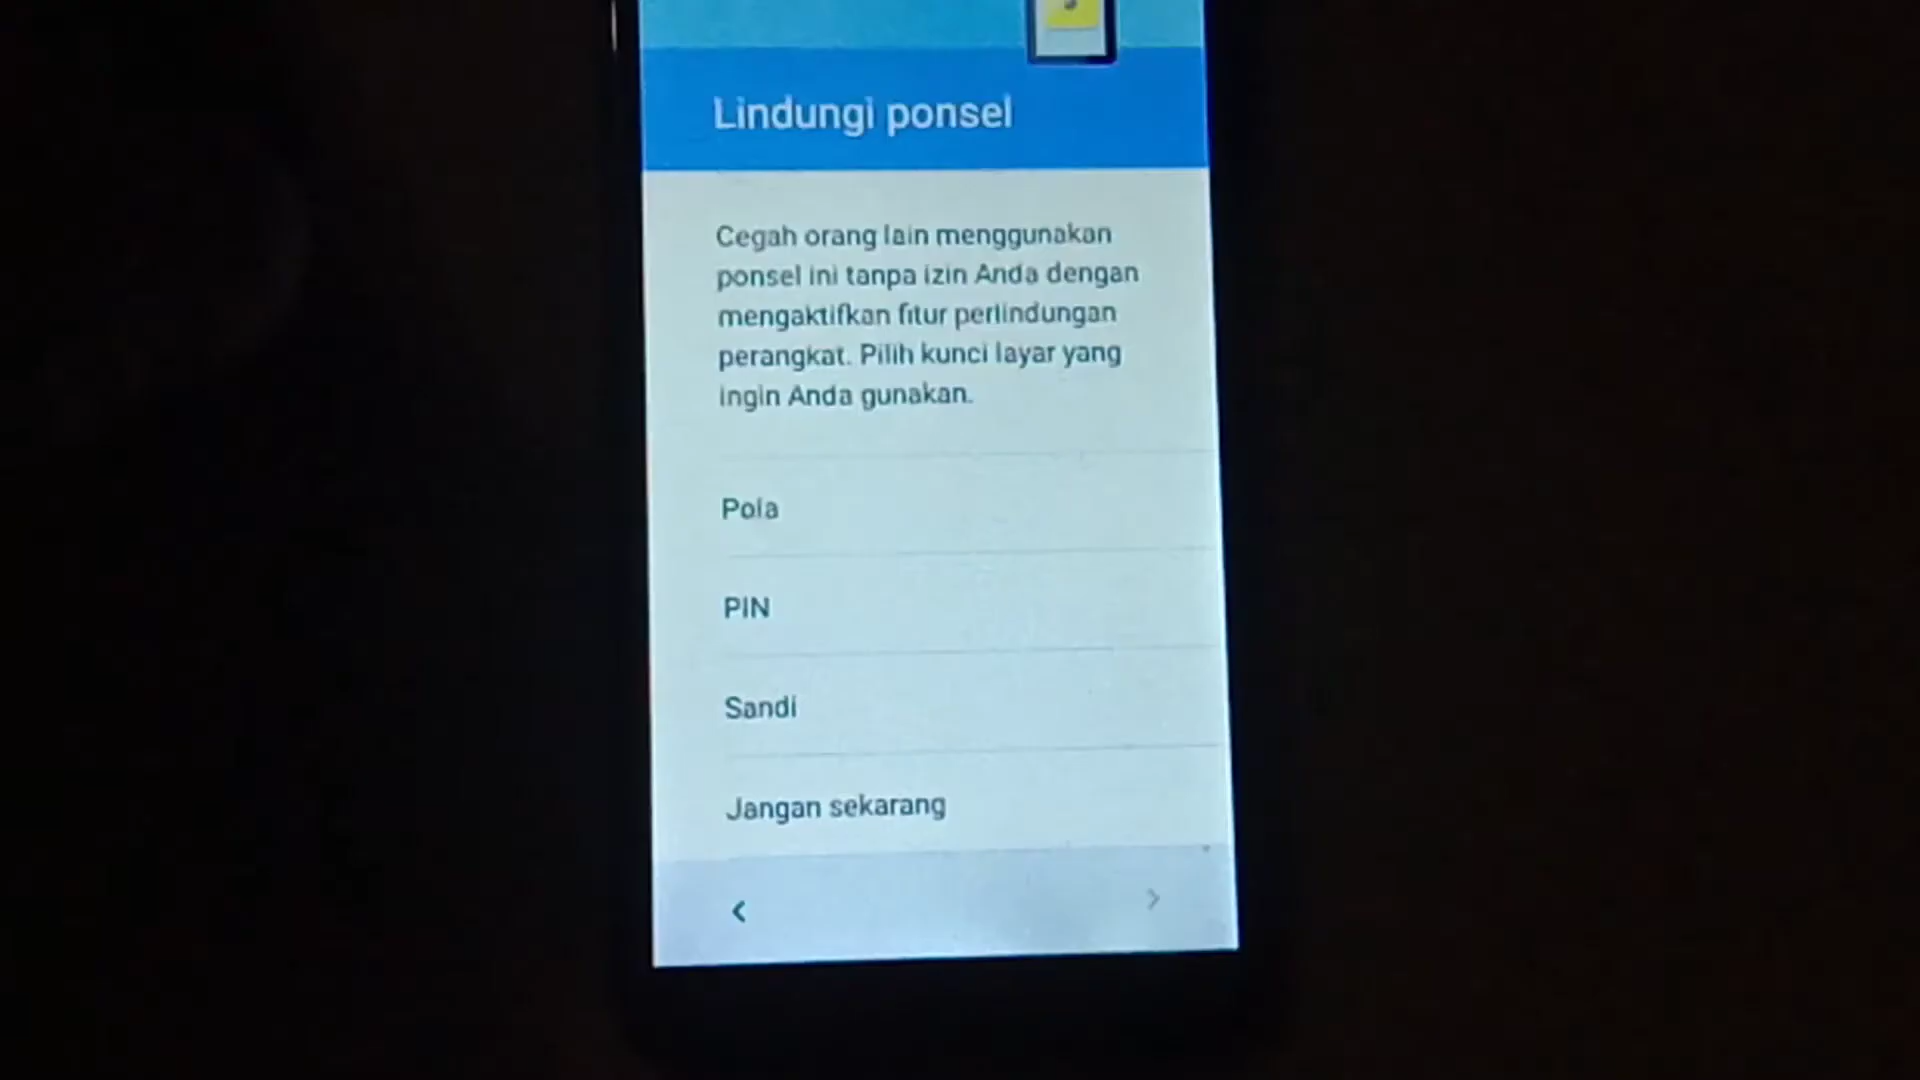 Lindungi ponsel
Cegah orang lain menggunakan
ponsel ini tanpa izin Anda dengan
mengaktifkan fitur perlindungan
perangkat. Pilih kunci layar yang
ingin Anda gunakan.
Pola
PIN
Sandi
Jangan sekarang